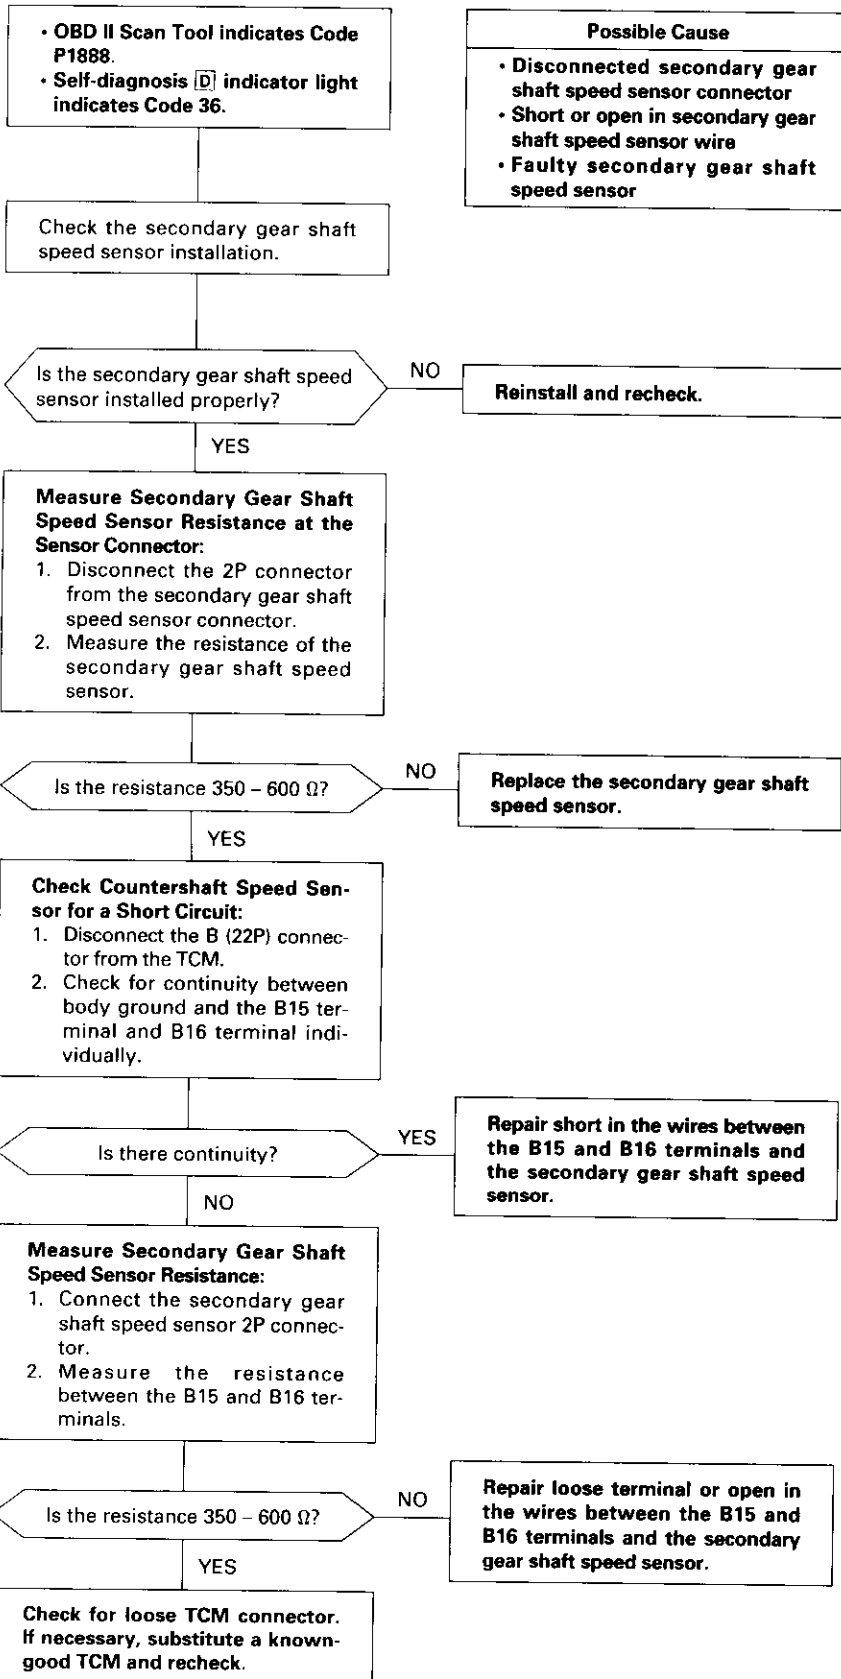 • OBD II Scan Tool indicates Code
P1888.
• Self-diagnosis D indicator light
indicates Code 36.
Possible Cause
• Disconnected secondary gear
shaft speed sensor connector
• Short or open in secondary gear
shaft speed sensor wire
• Faulty secondary gear shaft
speed sensor
Check the secondary gear shaft
speed sensor installation.
Is the secondary gear shaft speed
sensor installed properly?
NO
Reinstall and recheck.
YES
Measure Secondary Gear Shaft
Speed Sensor Resistance at the
Sensor Connector:
1. Disconnect the 2P connector
from the secondary gear shaft
speed sensor connector.
2. Measure the resistance of the
secondary gear shaft speed
sensor.
Is the resistance 350 – 600 Ω?
NO
Replace the secondary gear shaft
speed sensor.
YES
Check Countershaft Speed Sen-
sor for a Short Circuit:
1. Disconnect the B (22P) connec-
tor from the TCM.
2. Check for continuity between
body ground and the B15 ter-
minal and B16 terminal indi-
vidually.
Is there continuity?
YES
Repair short in the wires between
the B15 and B16 terminals and
the secondary gear shaft speed
sensor.
NO
Measure Secondary Gear Shaft
Speed Sensor Resistance:
1. Connect the secondary gear
shaft speed sensor 2P connec-
tor.
2. Measure the resistance
between the B15 and B16 ter-
minals.
Is the resistance 350 – 600 Ω?
NO
Repair loose terminal or open in
the wires between the B15 and
B16 terminals and the secondary
gear shaft speed sensor.
YES
Check for loose TCM connector.
If necessary, substitute a known-
good TCM and recheck.